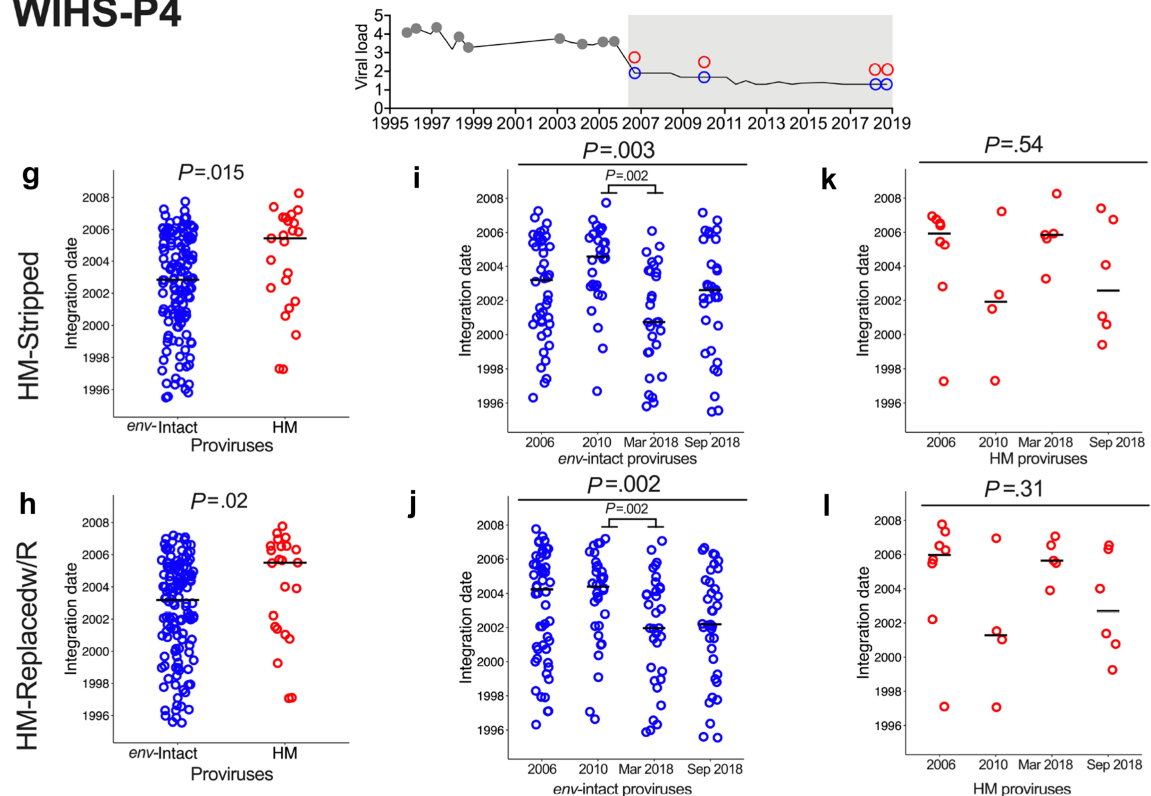 WIHS-P4
Viral load
5
4
3
2
1
0
1995 1997 1999 2001 2003 2005 2007 2009 2011 2013 2015 2017 2019
HM-Stripped
g
P=.015
Integration date
2008
2006
2004
2002
2000
1998
1996
env-Intact HM
Proviruses
i
P=.003
P=.002
Integration date
2008
2006
2004
2002
2000
1998
1996
2006 2010 Mar 2018 Sep 2018
env-intact proviruses
k
P=.54
Integration date
2008
2006
2004
2002
2000
1998
1996
2006 2010 Mar 2018 Sep 2018
HM proviruses
HM-Replacedw/R
h
P=.02
Integration date
2008
2006
2004
2002
2000
1998
1996
env-Intact HM
Proviruses
j
P=.002
P=.002
Integration date
2008
2006
2004
2002
2000
1998
1996
2006 2010 Mar 2018 Sep 2018
env-intact proviruses
l
P=.31
Integration date
2008
2006
2004
2002
2000
1998
1996
2006 2010 Mar 2018 Sep 2018
HM proviruses